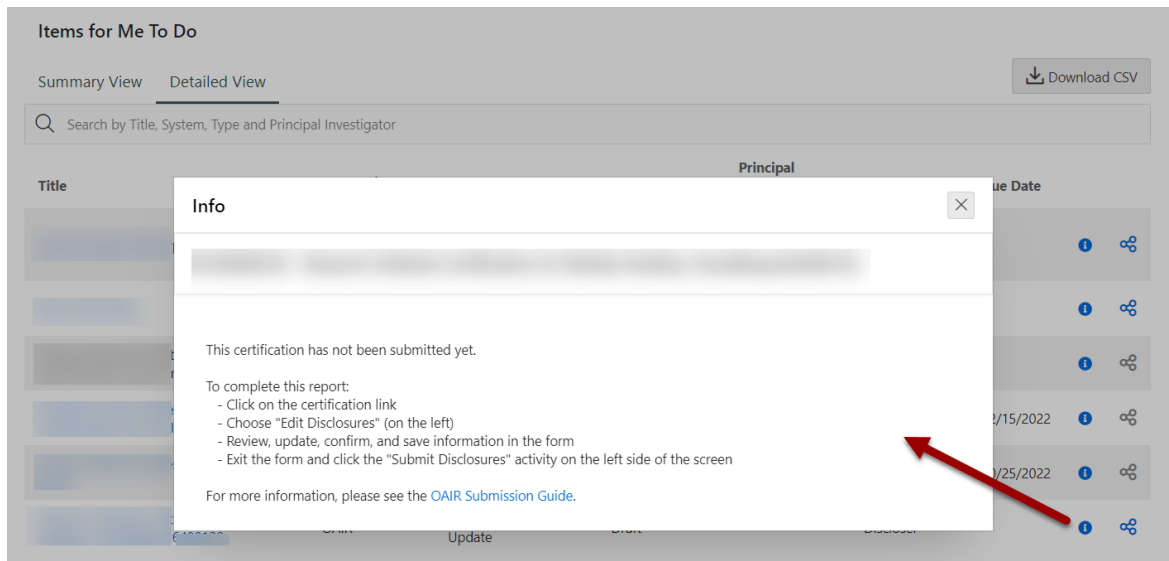 Items for Me To Do
Summary View Detailed View
Download CSV
Search by Title, System, Type and Principal Investigator
Principal
Title
ue Date
Info
This certification has not been submitted yet.
To complete this report:
- Click on the certification link
- Choose "Edit Disclosures" (on the left)
- Review, update, confirm, and save information in the form
- Exit the form and click the "Submit Disclosures" activity on the left side of the screen
For more information, please see the OAIR Submission Guide.
2/15/2022
0/25/2022
Update